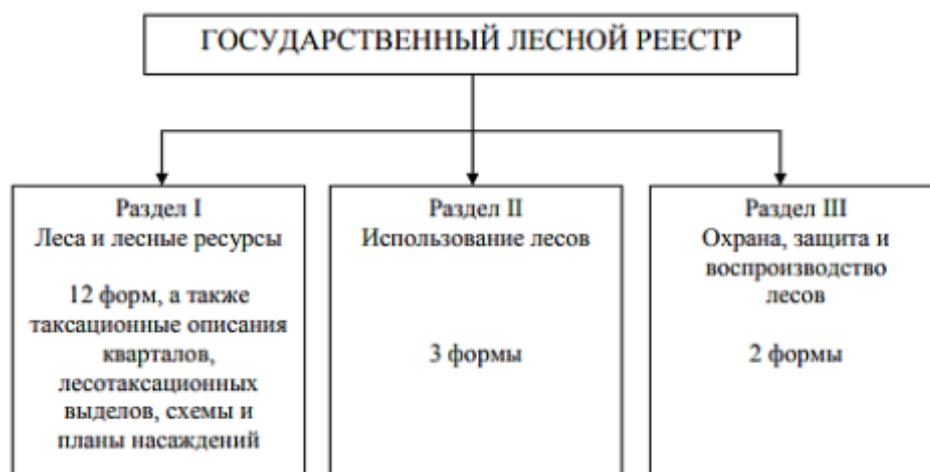 ГОСУДАРСТВЕННЫЙ ЛЕСНОЙ РЕЕСТР
Раздел I
Леса и лесные ресурсы
12 форм, а также
таксационные описания
кварталов,
лесотаксационных
выделов, схемы и
планы насаждений
Раздел II
Использование лесов
3 формы
Раздел III
Охрана, защита и
воспроизводство
лесов
2 формы